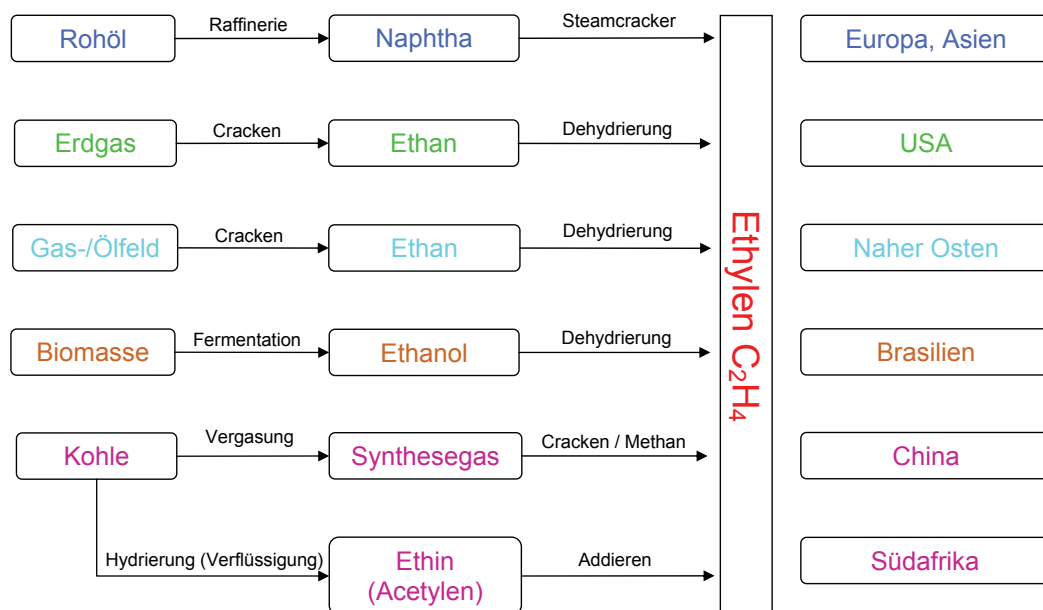 Rohöl
Raffinerie
Naphtha
Steamcracker
Europa, Asien
Erdgas
Cracken
Ethan
Dehydrierung
USA
Gas-/Ölfeld
Cracken
Ethan
Dehydrierung
Naher Osten
Biomasse
Fermentation
Ethanol
Dehydrierung
Brasilien
Kohle
Vergasung
Synthesegas
Cracken / Methan
China
Hydrierung (Verflüssigung)
Ethin
(Acetylen)
Addieren
Südafrika
Ethylen C₂H₄